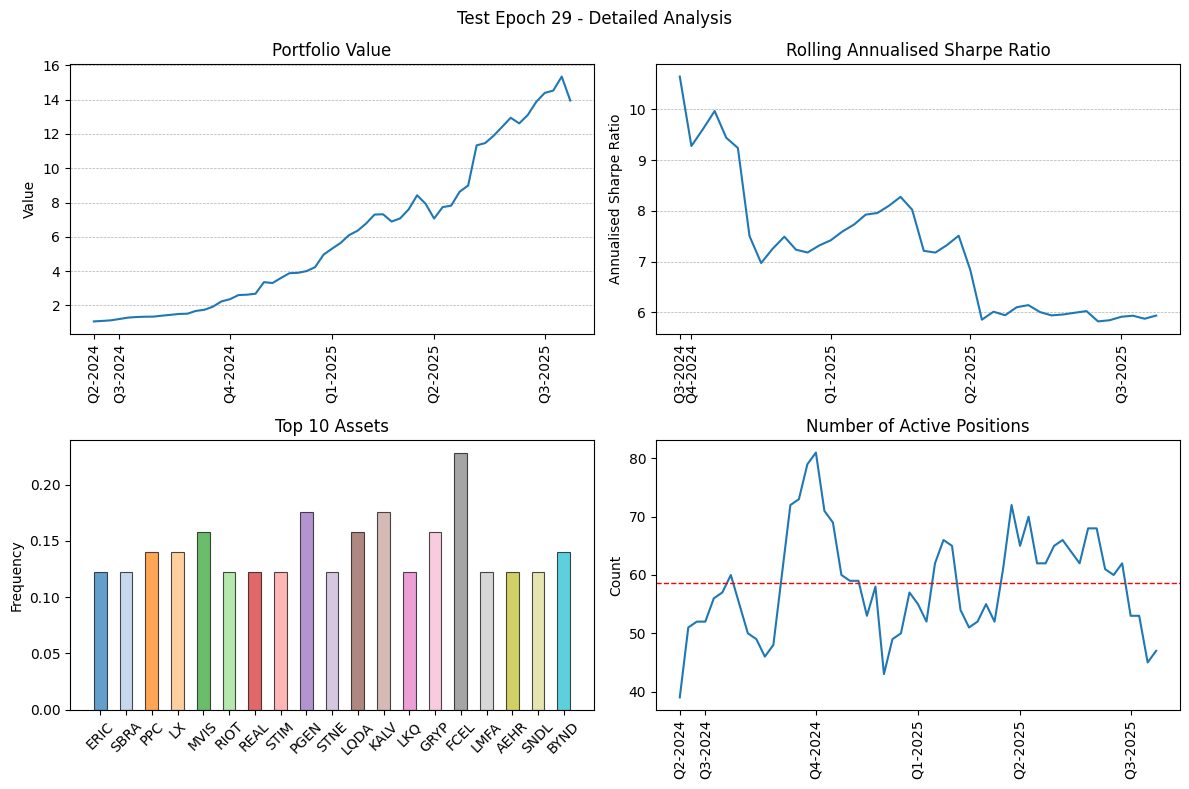 Test Epoch 29 - Detailed Analysis
Portfolio Value
Value
16
14
12
10
8
6
4
2
Q2-2024
Q3-2024
Q4-2024
Q1-2025
Q2-2025
Q3-2025
Rolling Annualised Sharpe Ratio
Annualised Sharpe Ratio
10
9
8
7
6
Q3-2024
Q4-2024
Q1-2025
Q2-2025
Q3-2025
Top 10 Assets
Frequency
0.20
0.15
0.10
0.05
0.00
ERIC
SBRA
PPC
LX
MVIS
RIOT
REAL
STIM
PGEN
STNE
LQDA
KALV
LKQ
GRYP
FCEL
LMFA
AEHR
SNDL
BYND
Number of Active Positions
Count
80
70
60
50
40
Q2-2024
Q3-2024
Q4-2024
Q1-2025
Q2-2025
Q3-2025